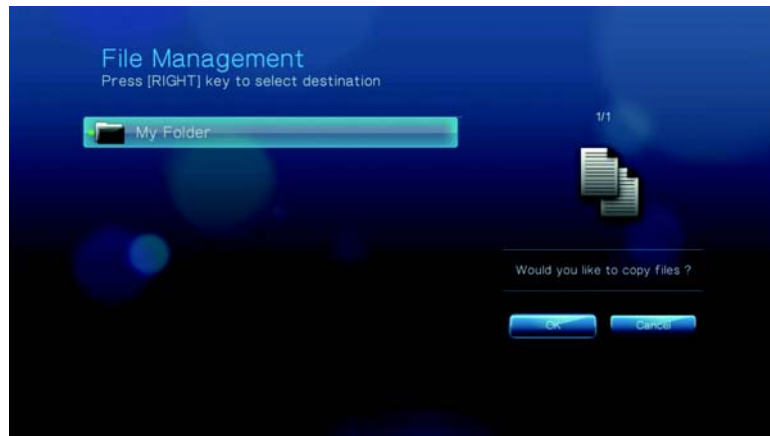 File Management
Press [RIGHT] key to select destination
My Folder
1/1
Would you like to copy files ?
OK
Cancel